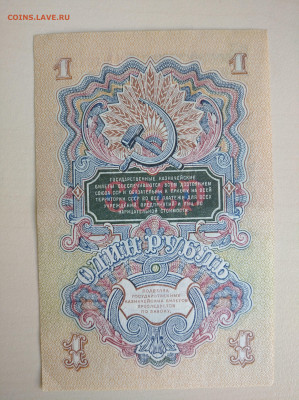 COINS.LAVE.RU
1 1
ГОСУДАРСТВЕННЫЕ КАЗНАЧЕЙСКИЕ
БИЛЕТЫ ОБЕСПЕЧИВАЮТСЯ ВСЕМ ДОСТОЯНИЕМ
СОЮЗА ССР И ОБЯЗАТЕЛЬНЫ К ПРИЕМУ НА ВСЕЙ
ТЕРРИТОРИИ СССР ВО ВСЕ ПЛАТЕЖИ ДЛЯ ВСЕХ
УЧРЕЖДЕНИЙ, ПРЕДПРИЯТИЙ И ЛИЦ ПО
НАРИЦАТЕЛЬНОЙ СТОИМОСТИ
ОДИН РУБЛЬ
ПОДДЕЛКА
ГОСУДАРСТВЕННЫХ
КАЗНАЧЕЙСКИХ БИЛЕТОВ
ПРЕСЛЕДУЕТСЯ
ПО ЗАКОНУ.
1 1